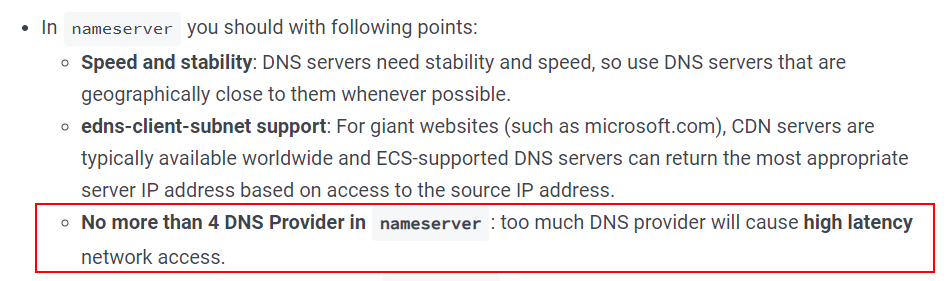 In nameserver you should with following points:
Speed and stability: DNS servers need stability and speed, so use DNS servers that are
geographically close to them whenever possible.
edns-client-subnet support: For giant websites (such as microsoft.com), CDN servers are
typically available worldwide and ECS-supported DNS servers can return the most appropriate
server IP address based on access to the source IP address.
No more than 4 DNS Provider in nameserver: too much DNS provider will cause high latency
network access.